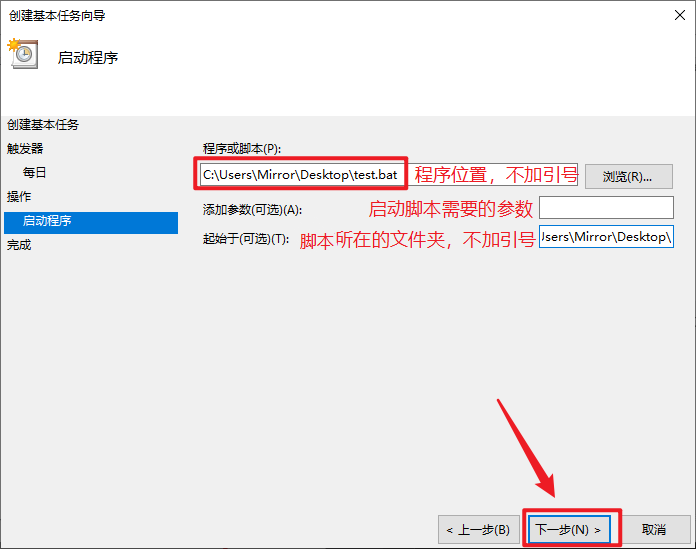 创建基本任务向导
启动程序
创建基本任务
触发器
每日
操作
启动程序
完成
程序或脚本(P):
C:\Users\Mirror\Desktop\test.bat 程序位置，不加引号 浏览(R)...
添加参数(可选)(A): 启动脚本需要的参数
起始于(可选)(T): 脚本所在的文件夹，不加引号 Jsers\Mirror\Desktop\
< 上一步(B) 下一步(N) > 取消